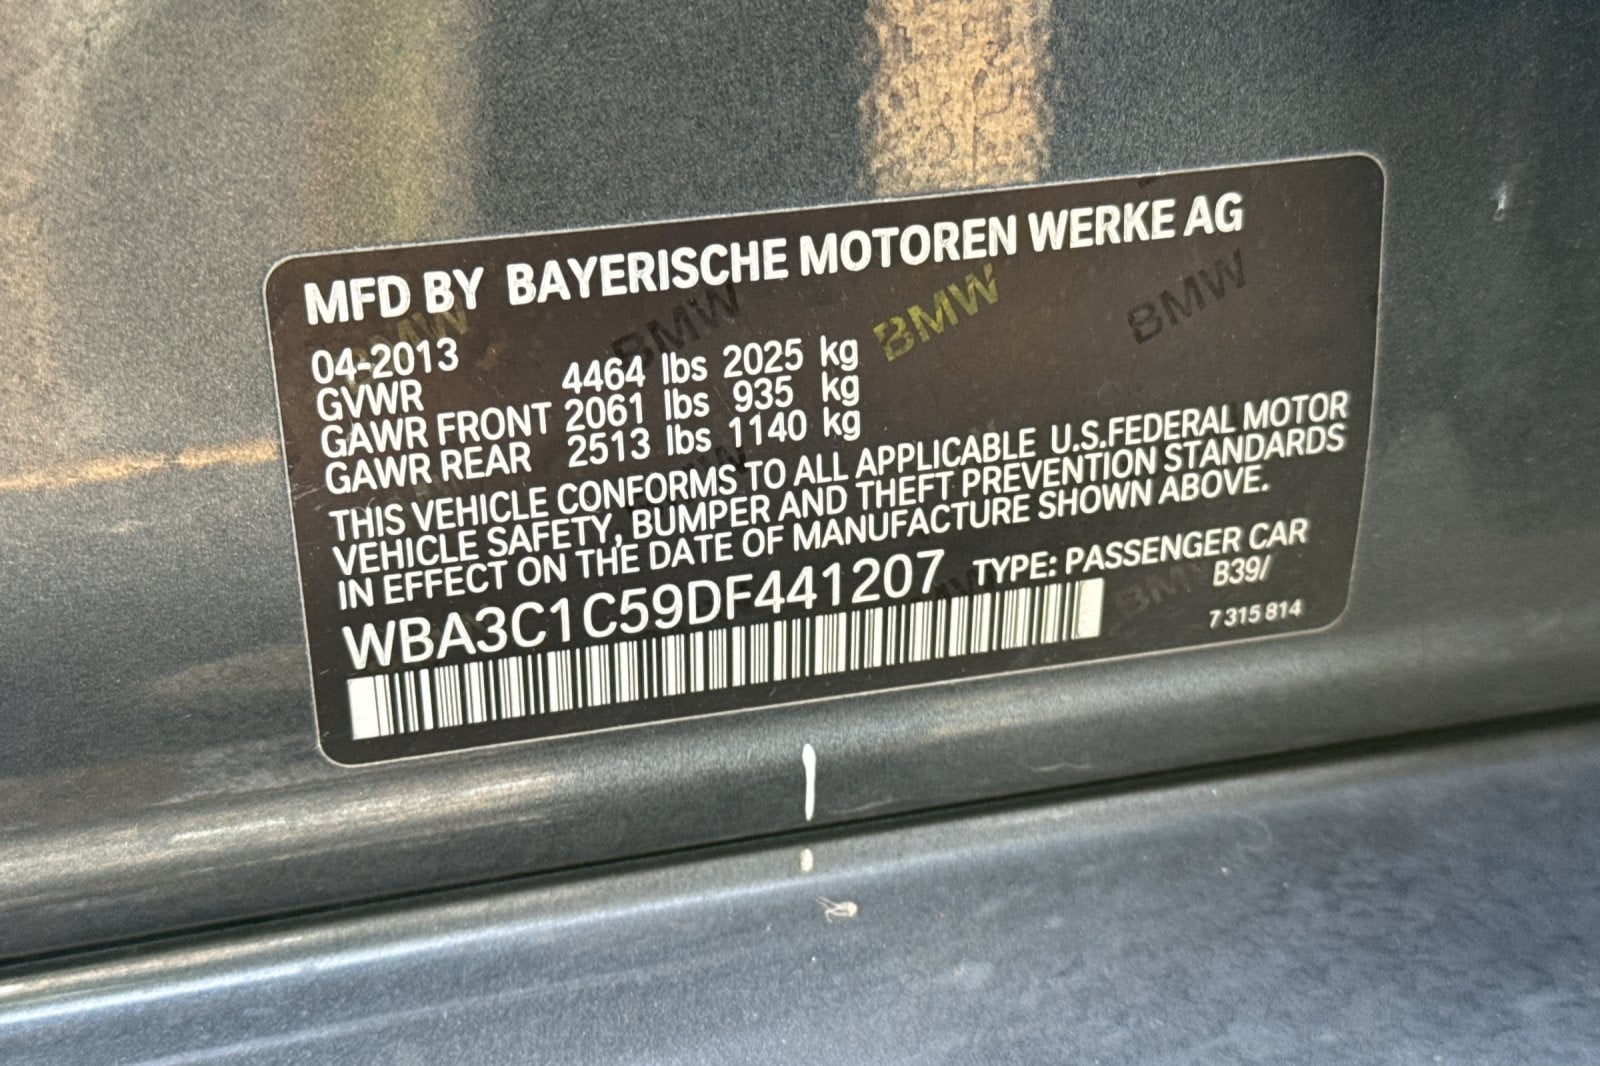 MFD BY BAYERISCHE MOTOREN WERKE AG
04-2013
GVWR 4464 lbs 2025 kg
GAWR FRONT 2061 lbs 935 kg
GAWR REAR 2513 lbs 1140 kg
THIS VEHICLE CONFORMS TO ALL APPLICABLE U.S.FEDERAL MOTOR
VEHICLE SAFETY, BUMPER AND THEFT PREVENTION STANDARDS
IN EFFECT ON THE DATE OF MANUFACTURE SHOWN ABOVE.
WBA3C1C59DF441207 TYPE: PASSENGER CAR
B39/
7 315 814
BMW
BMW
BMW
BMW
BMW
BMW